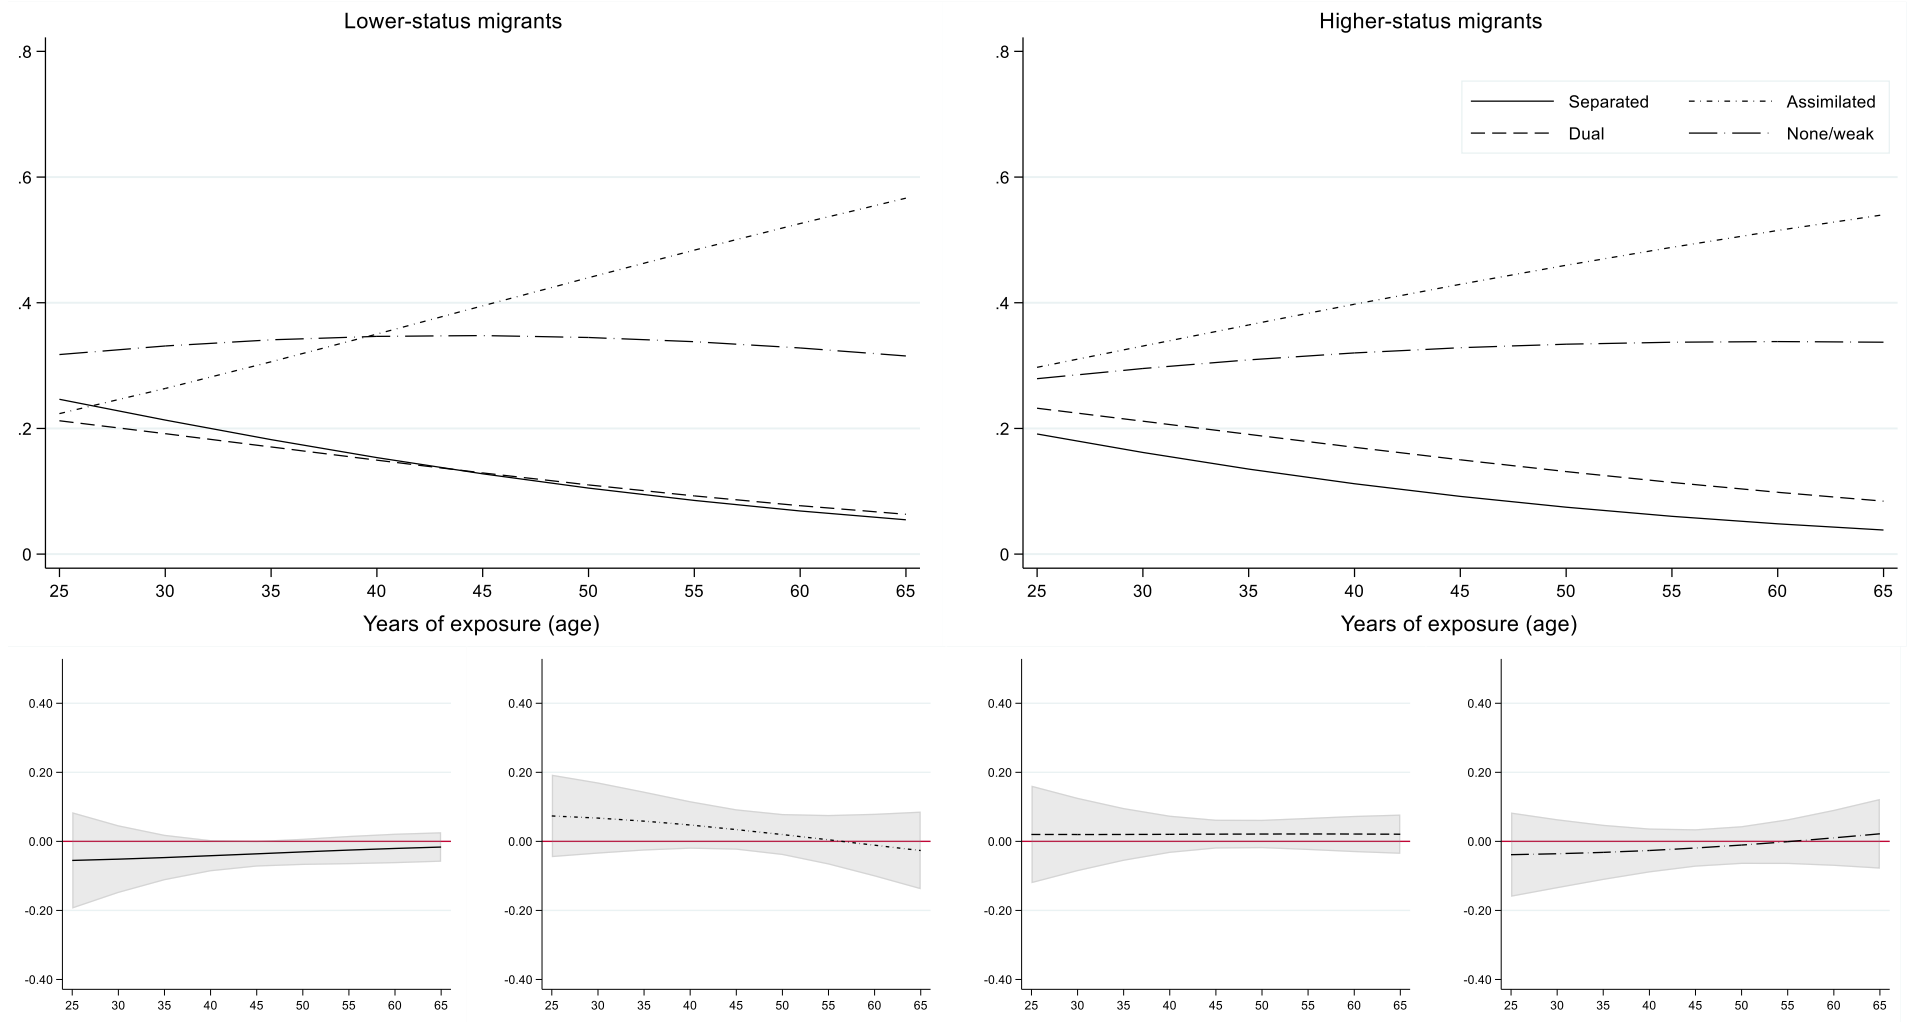 Lower-status migrants
.8
.6
.4
.2
0
25 30 35 40 45 50 55 60 65
Years of exposure (age)
Higher-status migrants
.8
.6
.4
.2
0
Separated Assimilated
Dual None/weak
25 30 35 40 45 50 55 60 65
Years of exposure (age)
0.40
0.20
0.00
-0.20
-0.40
25 30 35 40 45 50 55 60 65
0.40
0.20
0.00
-0.20
-0.40
25 30 35 40 45 50 55 60 65
0.40
0.20
0.00
-0.20
-0.40
25 30 35 40 45 50 55 60 65
0.40
0.20
0.00
-0.20
-0.40
25 30 35 40 45 50 55 60 65